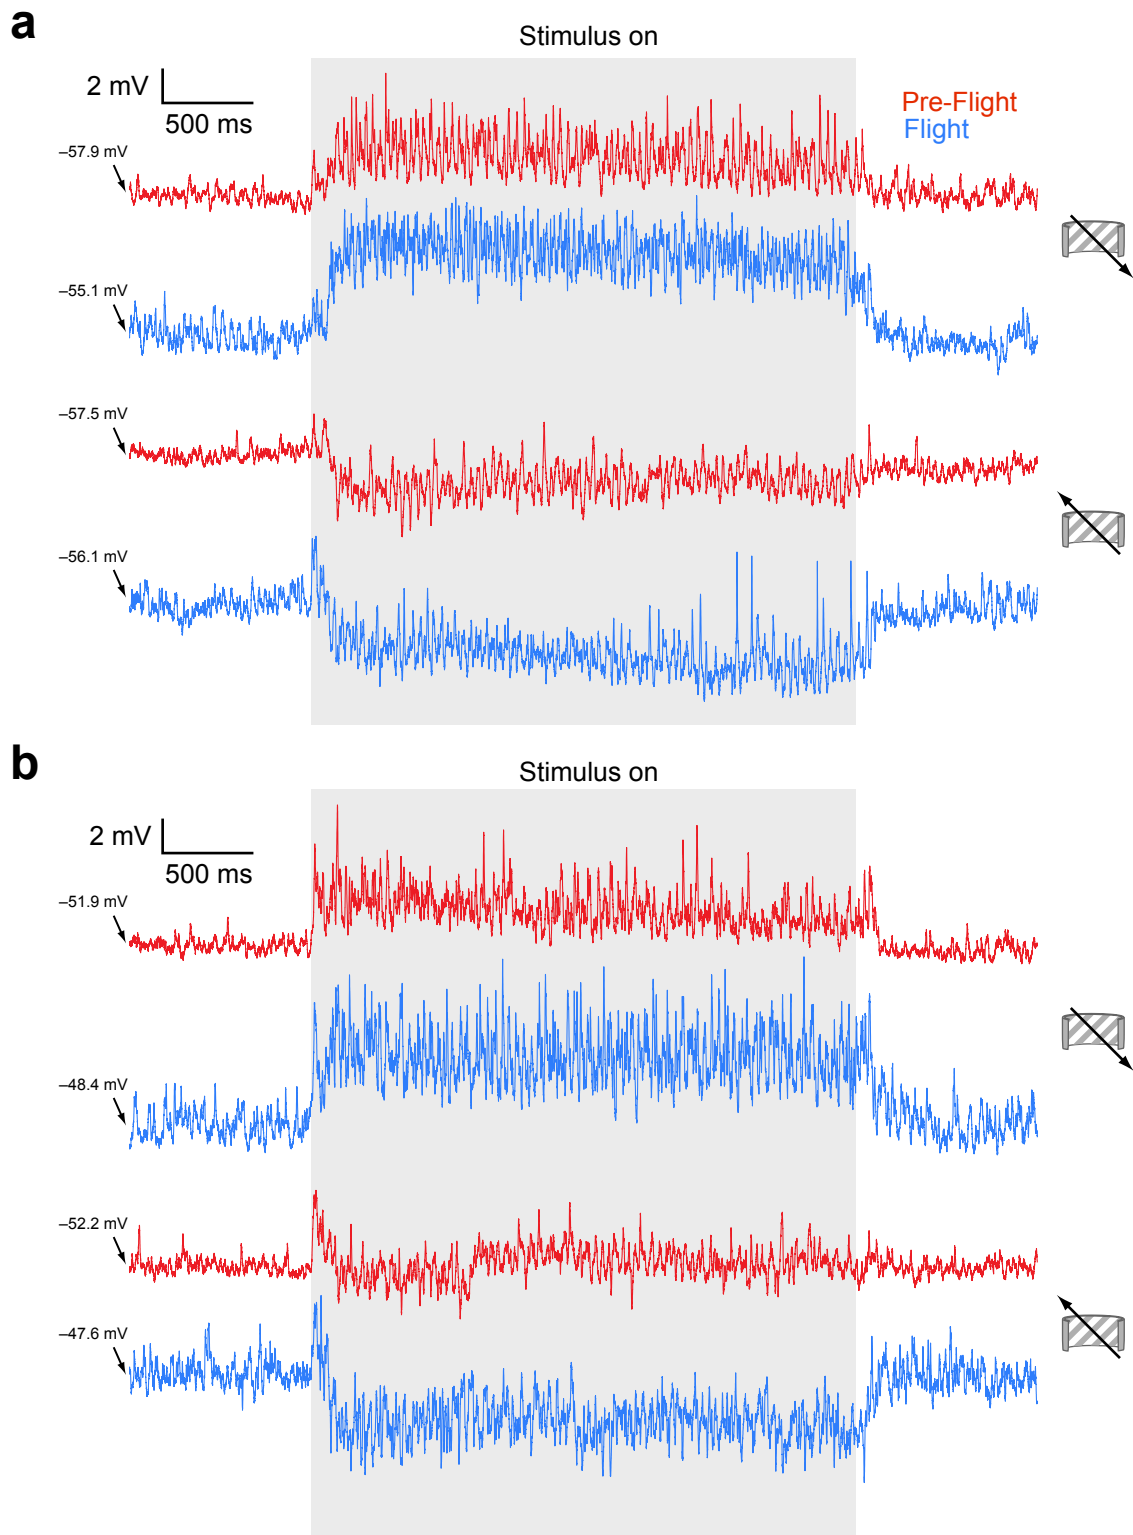 a
Stimulus on
2 mV
500 ms
Pre-Flight
Flight
–57.9 mV
–55.1 mV
–57.5 mV
–56.1 mV
b
Stimulus on
2 mV
500 ms
–51.9 mV
–48.4 mV
–52.2 mV
–47.6 mV